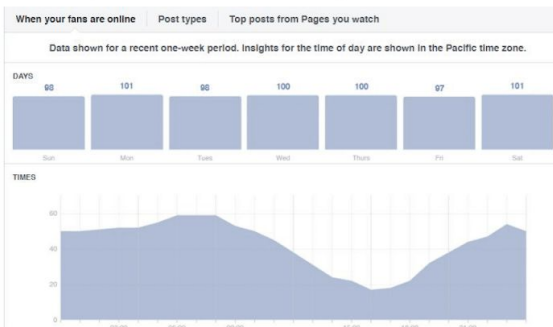 When your fans are online Post types Top posts from Pages you watch
Data shown for a recent one-week period. Insights for the time of day are shown in the Pacific time zone.
DAYS
98 101 98 100 100 97 101
Sun Mon Tues Wed Thurs Fri Sat
TIMES
60
40
20
0